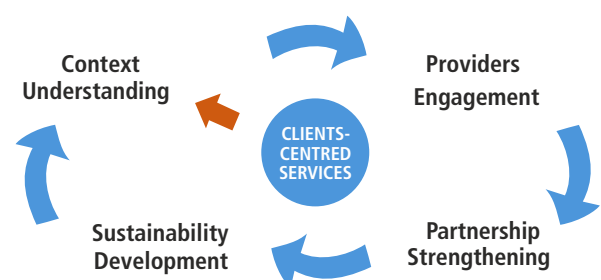 Context
Understanding
Providers
Engagement
CLIENTS-
CENTRED
SERVICES
Partnership
Strengthening
Sustainability
Development